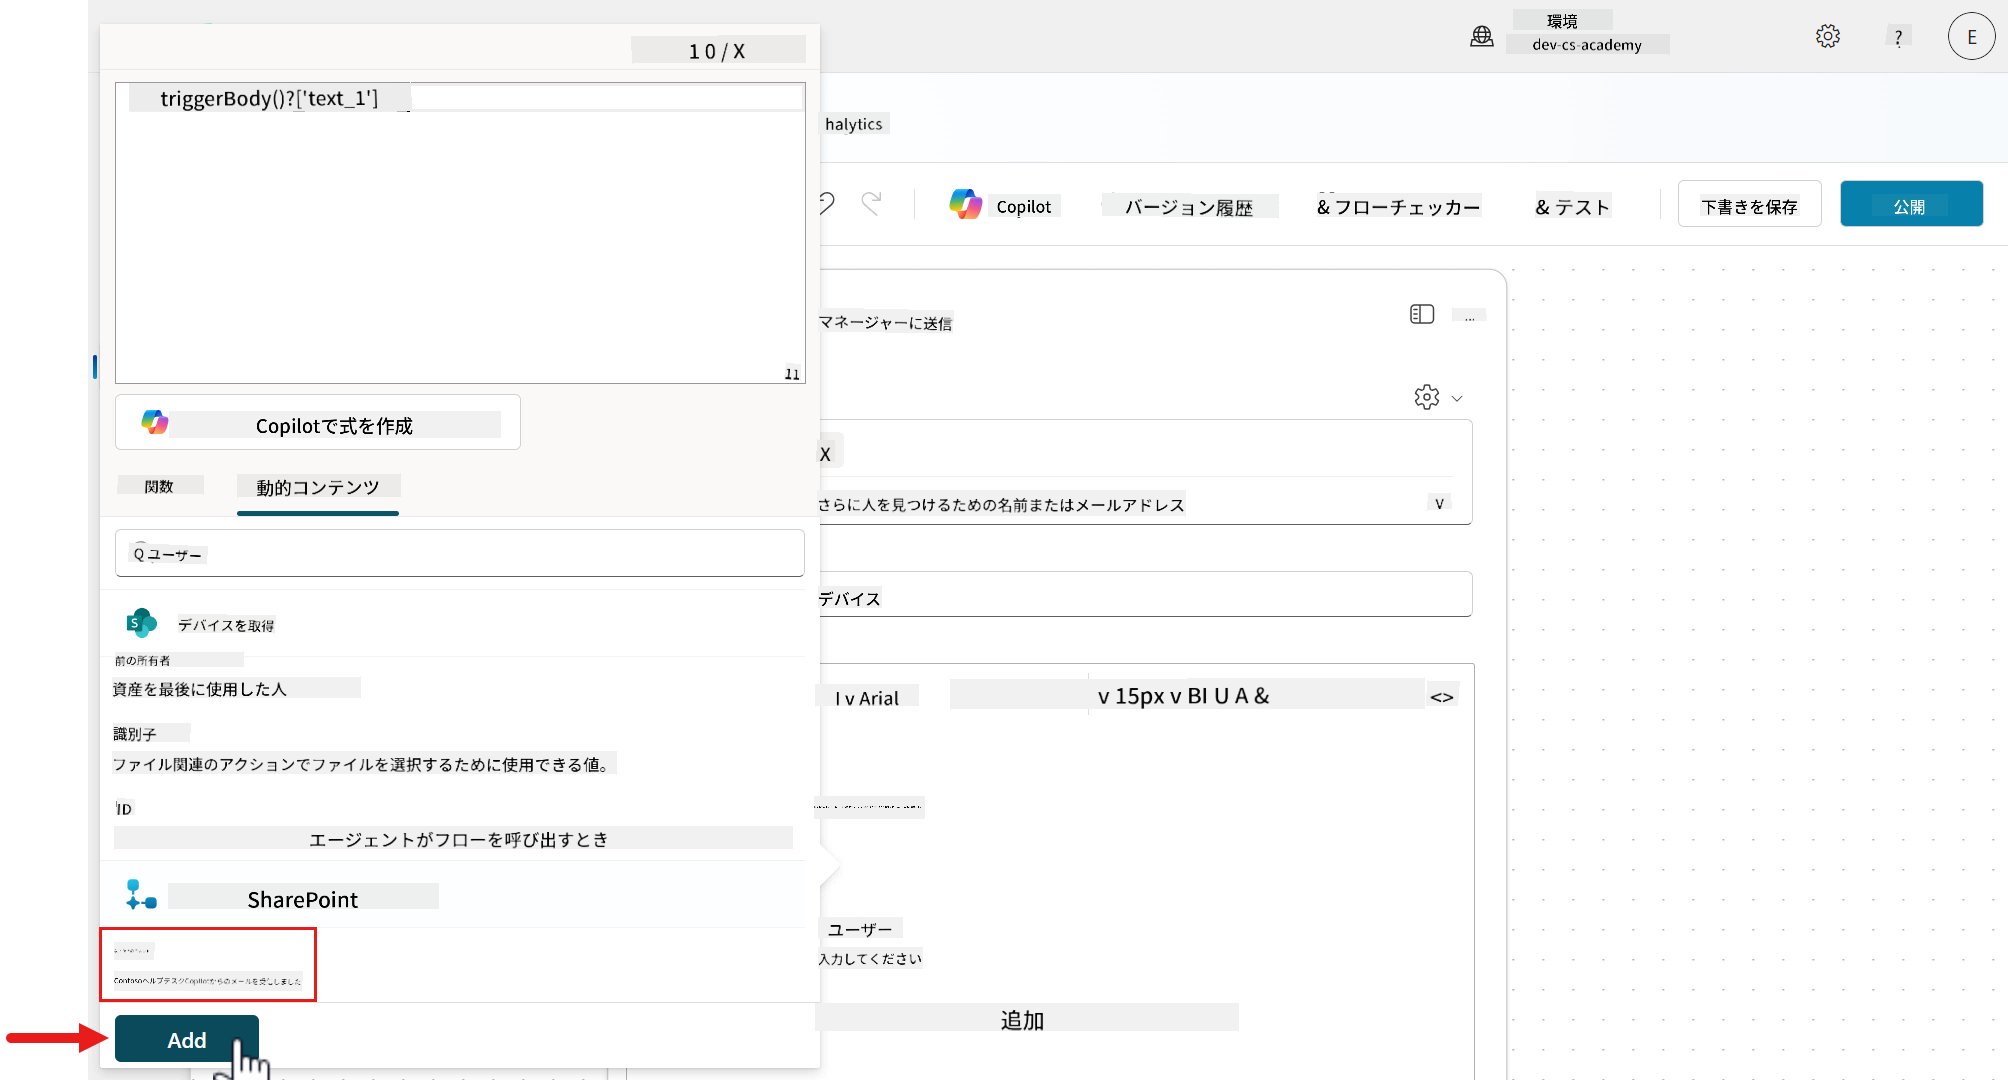 10/X
環境
dev-cs-academy
?
E
triggerBody()?['text_1']
halytics
Copilot
バージョン履歴
& フローチェッカー
& テスト
下書きを保存
公開
マネージャーに送信
...
Copilotで式を作成
X
関数
動的コンテンツ
さらに人を見つけるための名前またはメールアドレス
V
Q ユーザー
デバイス
S
デバイスを取得
前の所有者
資産を最後に使用した人
I v Arial
v 15px v BI U A &
<>
識別子
ファイル関連のアクションでファイルを選択するために使用できる値。
ID
エージェントがフローを呼び出すとき
SharePoint
ユーザー
入力してください
ContosoヘルプデスクCopilotからのメールを受信しました
追加
Add